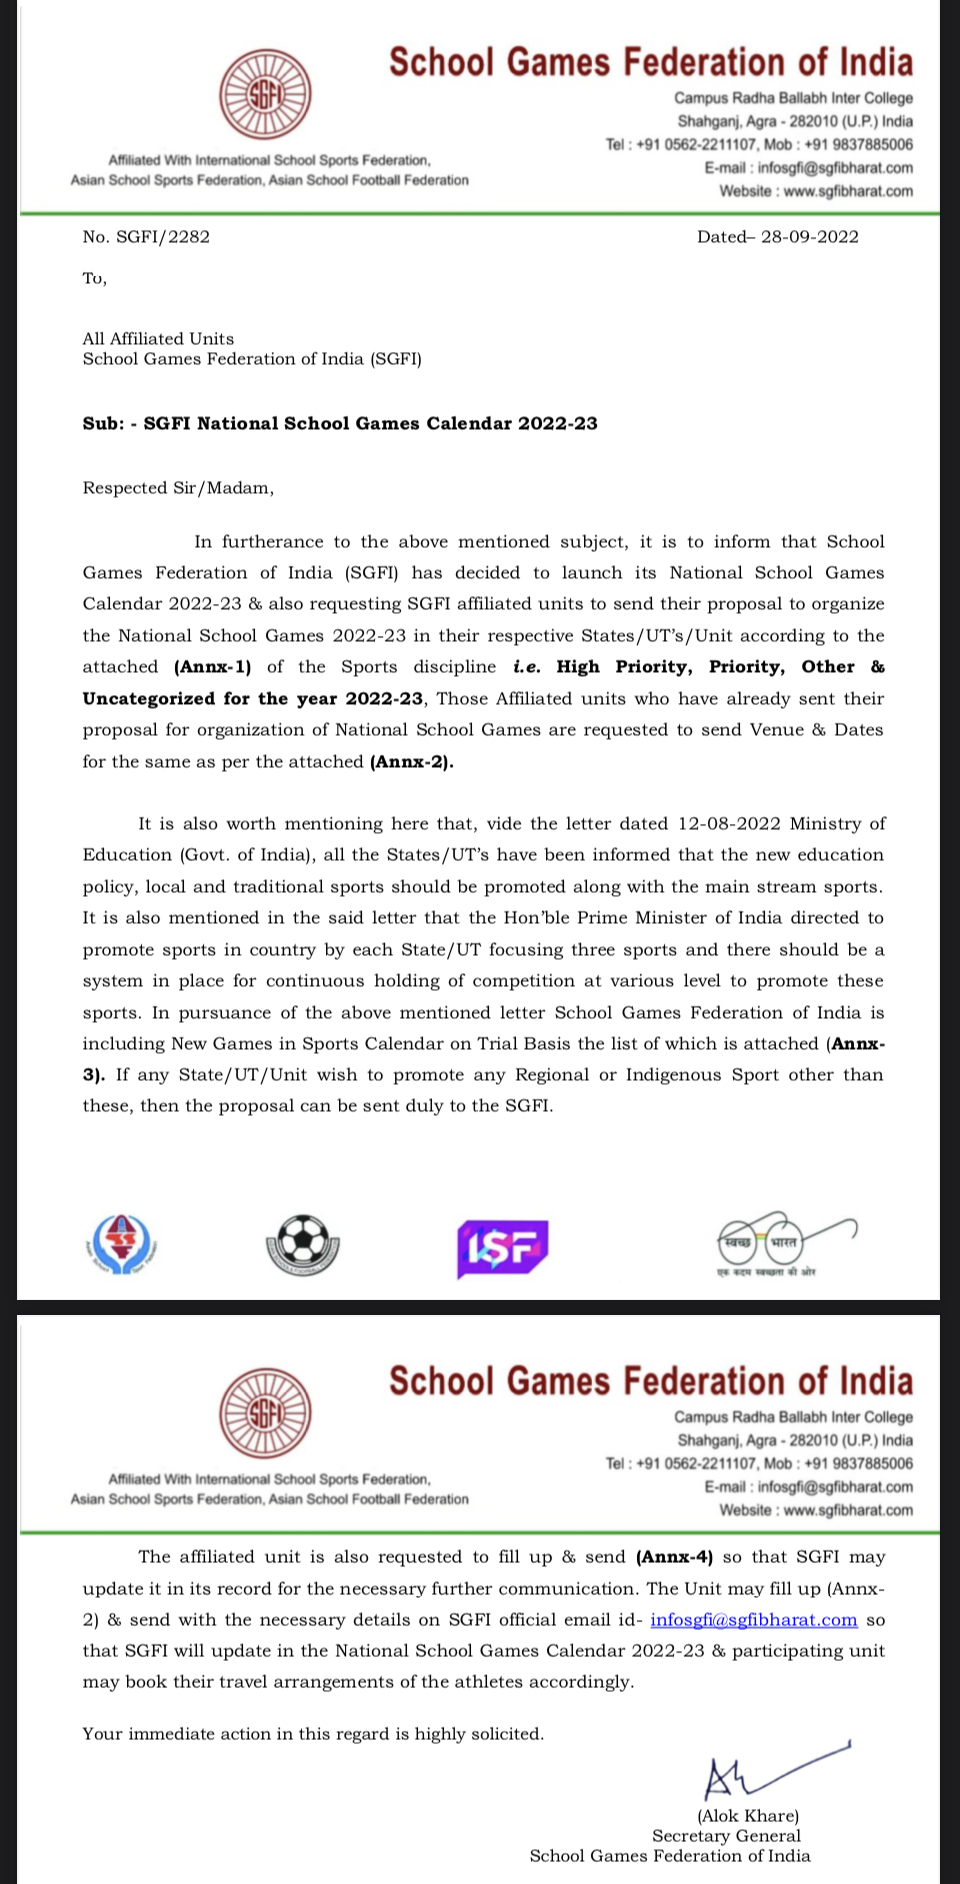 SGFI
School Games Federation of India
Campus Radha Ballabh Inter College
Shahganj, Agra - 282010 (U.P.) India
Tel : +91 0562-2211107, Mob : +91 9837885006
E-mail : infosgfi@sgfibharat.com
Website : www.sgfibharat.com
Affiliated With International School Sports Federation,
Asian School Sports Federation, Asian School Football Federation
No. SGFI/2282 Dated– 28-09-2022
To,
All Affiliated Units
School Games Federation of India (SGFI)
Sub: - SGFI National School Games Calendar 2022-23
Respected Sir/Madam,
In furtherance to the above mentioned subject, it is to inform that School
Games Federation of India (SGFI) has decided to launch its National School Games
Calendar 2022-23 & also requesting SGFI affiliated units to send their proposal to organize
the National School Games 2022-23 in their respective States/UT’s/Unit according to the
attached (Annx-1) of the Sports discipline i.e. High Priority, Priority, Other &
Uncategorized for the year 2022-23, Those Affiliated units who have already sent their
proposal for organization of National School Games are requested to send Venue & Dates
for the same as per the attached (Annx-2).
It is also worth mentioning here that, vide the letter dated 12-08-2022 Ministry of
Education (Govt. of India), all the States/UT’s have been informed that the new education
policy, local and traditional sports should be promoted along with the main stream sports.
It is also mentioned in the said letter that the Hon’ble Prime Minister of India directed to
promote sports in country by each State/UT focusing three sports and there should be a
system in place for continuous holding of competition at various level to promote these
sports. In pursuance of the above mentioned letter School Games Federation of India is
including New Games in Sports Calendar on Trial Basis the list of which is attached (Annx-
3). If any State/UT/Unit wish to promote any Regional or Indigenous Sport other than
these, then the proposal can be sent duly to the SGFI.
ISF
स्वच्छ भारत
एक कदम स्वच्छता की ओर
SGFI
School Games Federation of India
Campus Radha Ballabh Inter College
Shahganj, Agra - 282010 (U.P.) India
Tel : +91 0562-2211107, Mob : +91 9837885006
E-mail : infosgfi@sgfibharat.com
Website : www.sgfibharat.com
Affiliated With International School Sports Federation,
Asian School Sports Federation, Asian School Football Federation
The affiliated unit is also requested to fill up & send (Annx-4) so that SGFI may
update it in its record for the necessary further communication. The Unit may fill up (Annx-
2) & send with the necessary details on SGFI official email id- infosgfi@sgfibharat.com so
that SGFI will update in the National School Games Calendar 2022-23 & participating unit
may book their travel arrangements of the athletes accordingly.
Your immediate action in this regard is highly solicited.
(Alok Khare)
Secretary General
School Games Federation of India